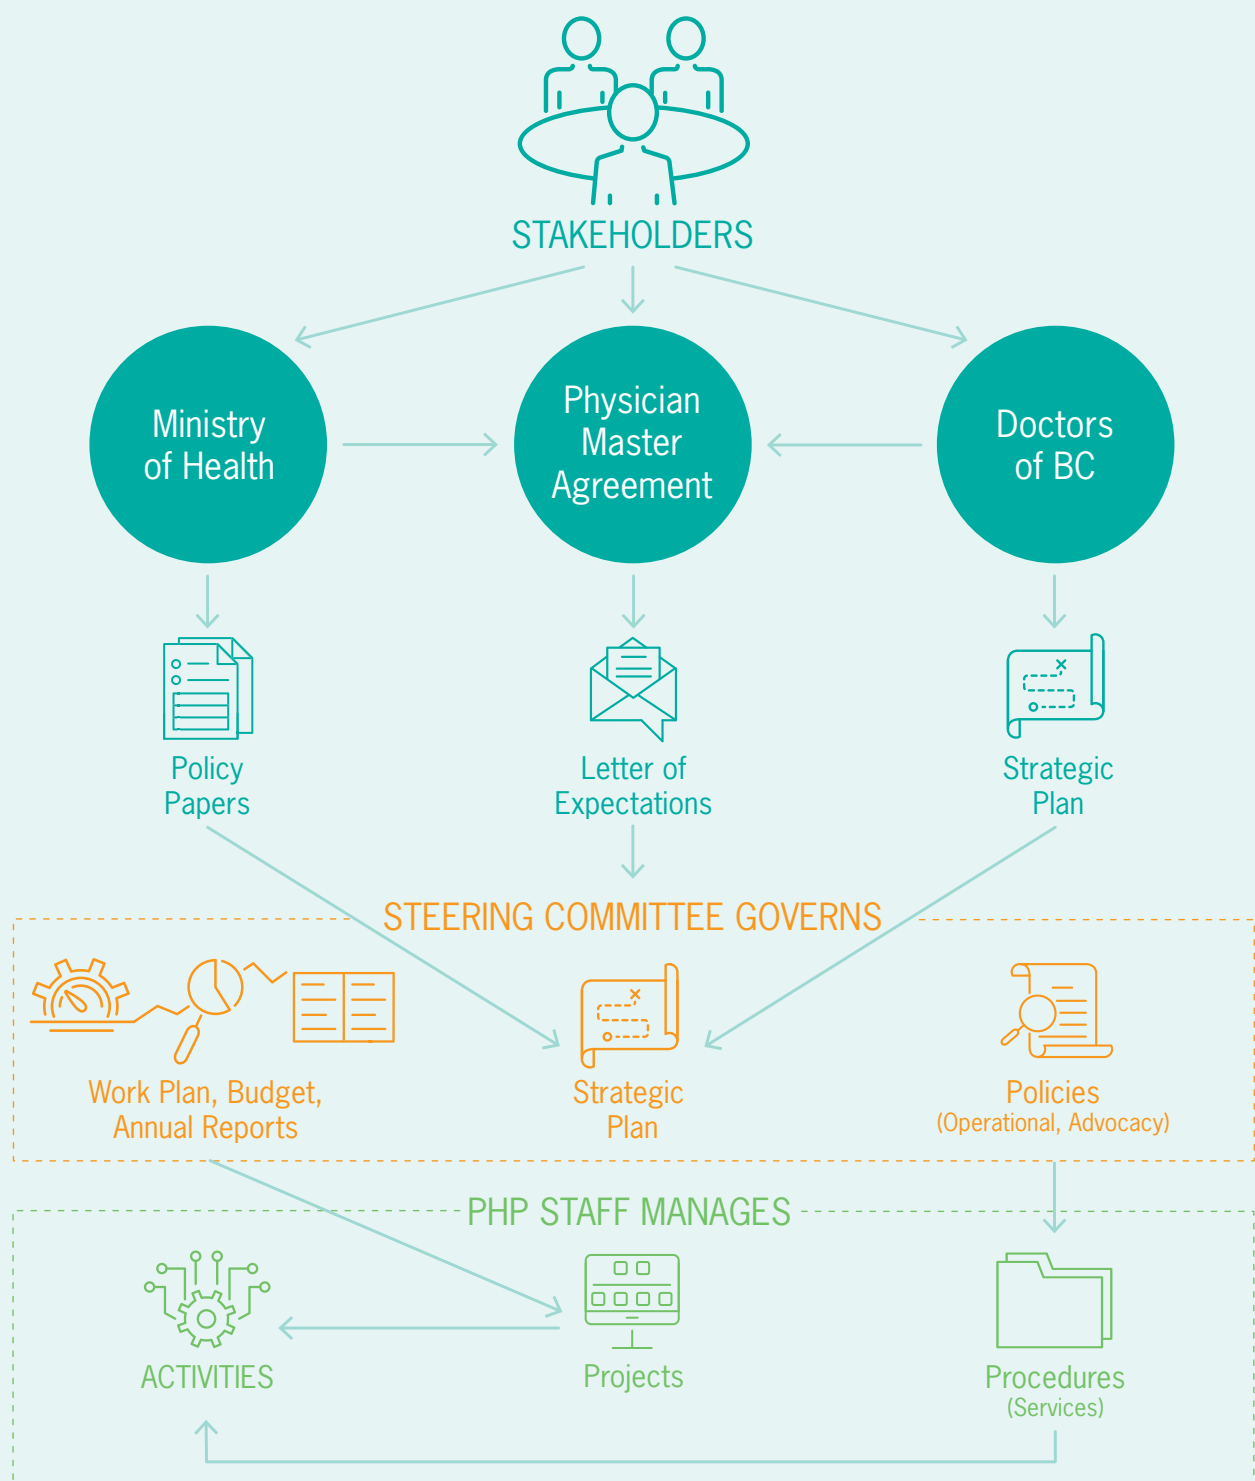 STAKEHOLDERS
Ministry
of Health
Physician
Master
Agreement
Doctors
of BC
Policy
Papers
Letter of
Expectations
Strategic
Plan
STEERING COMMITTEE GOVERNS
Work Plan, Budget,
Annual Reports
Strategic
Plan
Policies
(Operational, Advocacy)
PHP STAFF MANAGES
ACTIVITIES
Projects
Procedures
(Services)